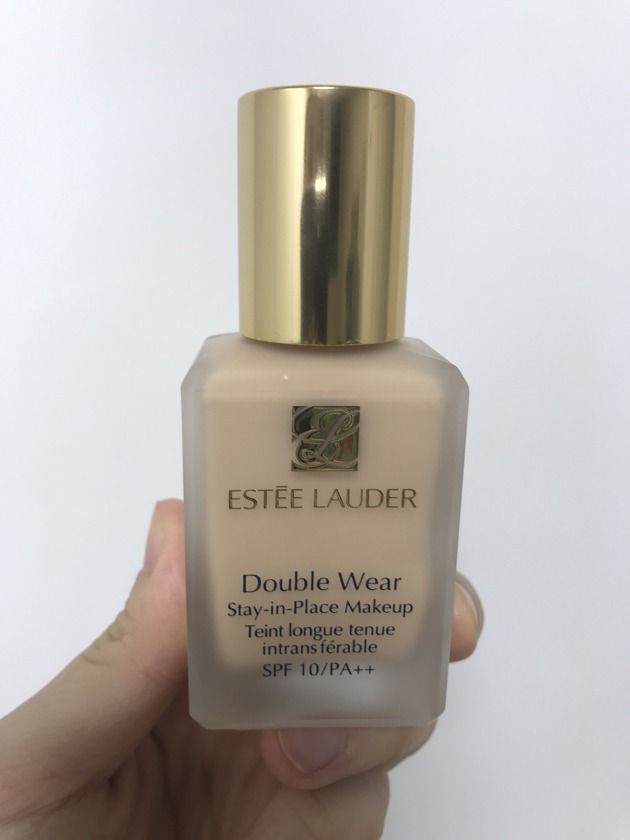 ESTĒE LAUDER
Double Wear
Stay-in-Place Makeup
Teint longue tenue
intransférable
SPF 10/PA++